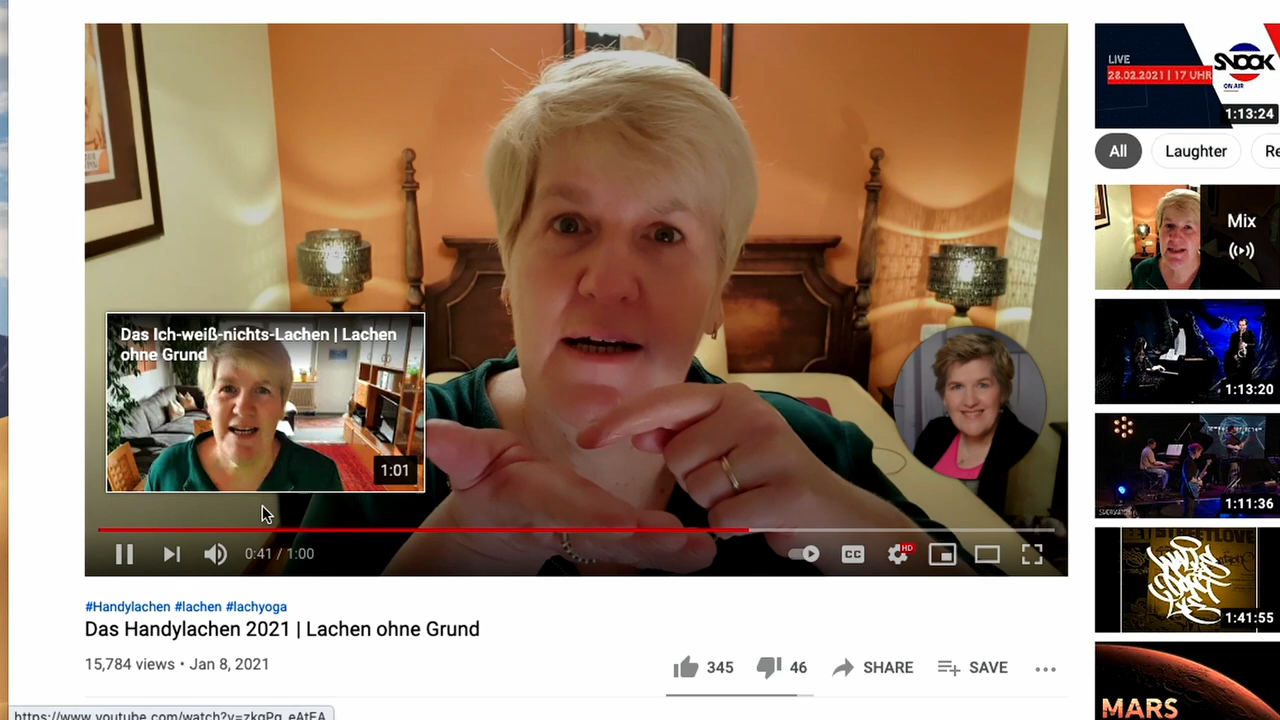 LIVE
28.02.2021 | 17 UHR
SNOOK
ON AIR
1:13:24
All
Laughter
Re
Mix
Das Ich-weiß-nichts-Lachen | Lachen
ohne Grund
1:01
1:13:20
1:11:36
0:41 / 1:00
CC
HD
1:41:55
#Handylachen #lachen #lachyoga
Das Handylachen 2021 | Lachen ohne Grund
15,784 views • Jan 8, 2021
345
46
SHARE
SAVE
MARS